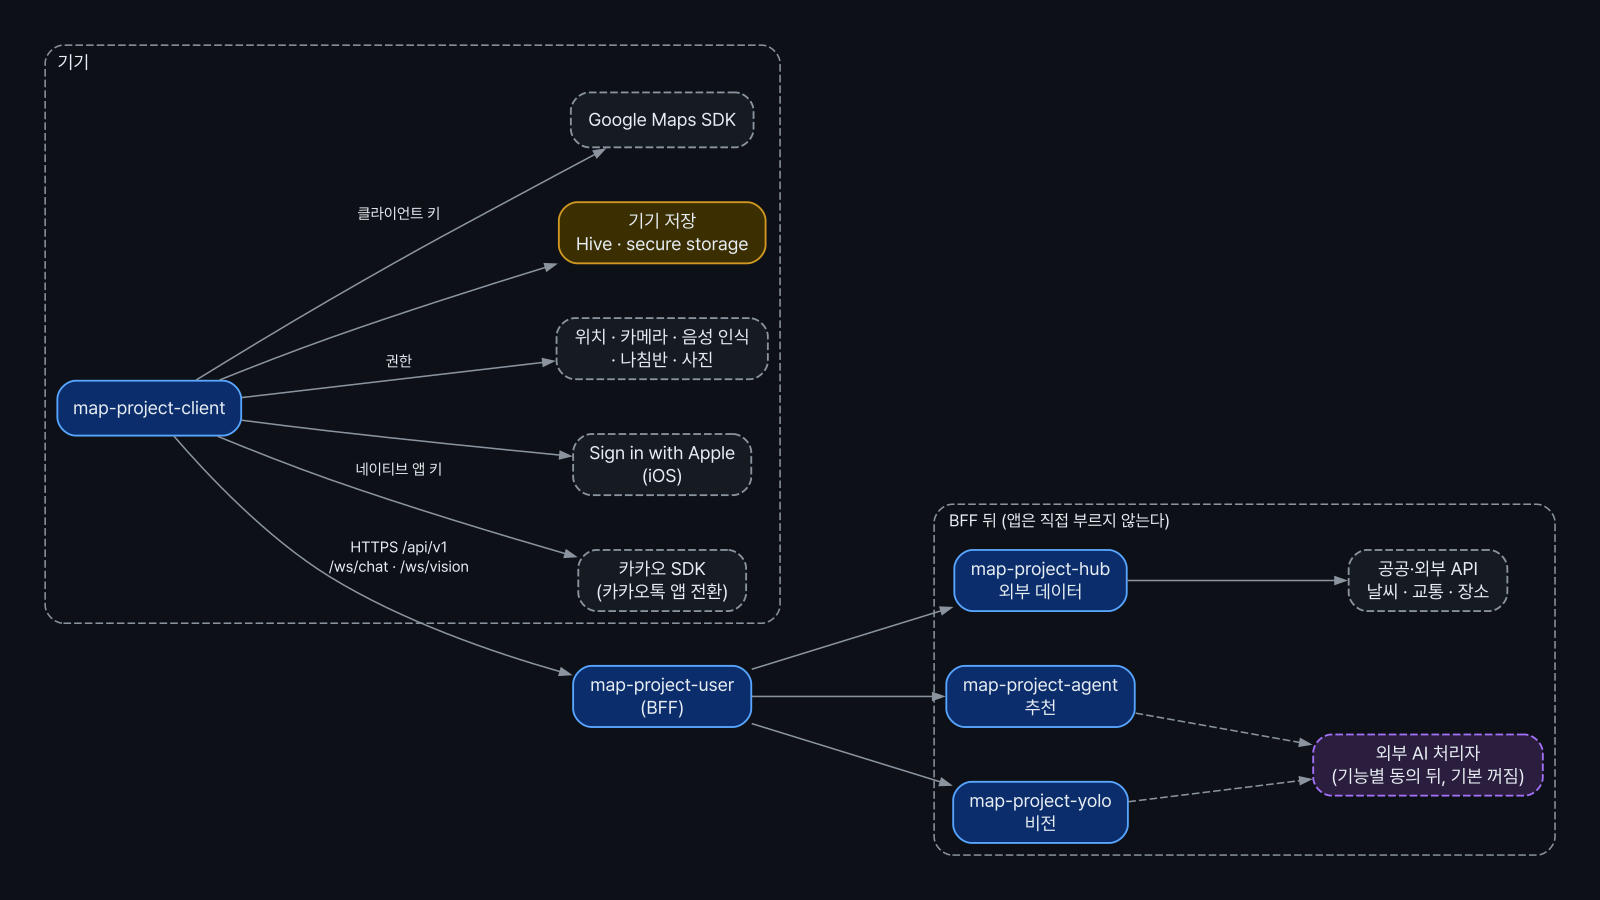 기기
Google Maps SDK
클라이언트 키
기기 저장
Hive · secure storage
위치 · 카메라 · 음성 인식
· 나침반 · 사진
권한
map-project-client
Sign in with Apple
(iOS)
네이티브 앱 키
HTTPS /api/v1
/ws/chat · /ws/vision
카카오 SDK
(카카오톡 앱 전환)
map-project-user
(BFF)
BFF 뒤 (앱은 직접 부르지 않는다)
map-project-hub
외부 데이터
공공·외부 API
날씨 · 교통 · 장소
map-project-agent
추천
외부 AI 처리자
(기능별 동의 뒤, 기본 꺼짐)
map-project-yolo
비전